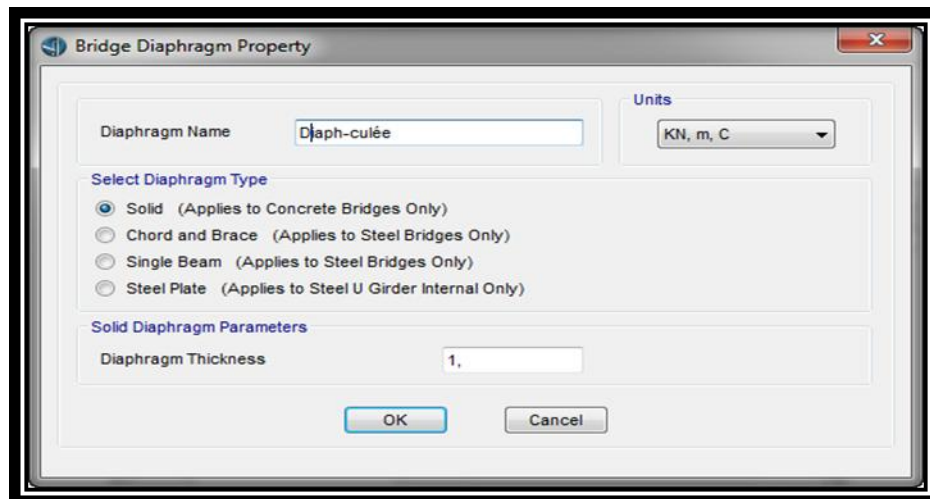 Bridge Diaphragm Property
Units
Diaphragm Name Diaph-culée KN, m, C
Select Diaphragm Type
Solid (Applies to Concrete Bridges Only)
Chord and Brace (Applies to Steel Bridges Only)
Single Beam (Applies to Steel Bridges Only)
Steel Plate (Applies to Steel U Girder Internal Only)
Solid Diaphragm Parameters
Diaphragm Thickness 1,
OK Cancel